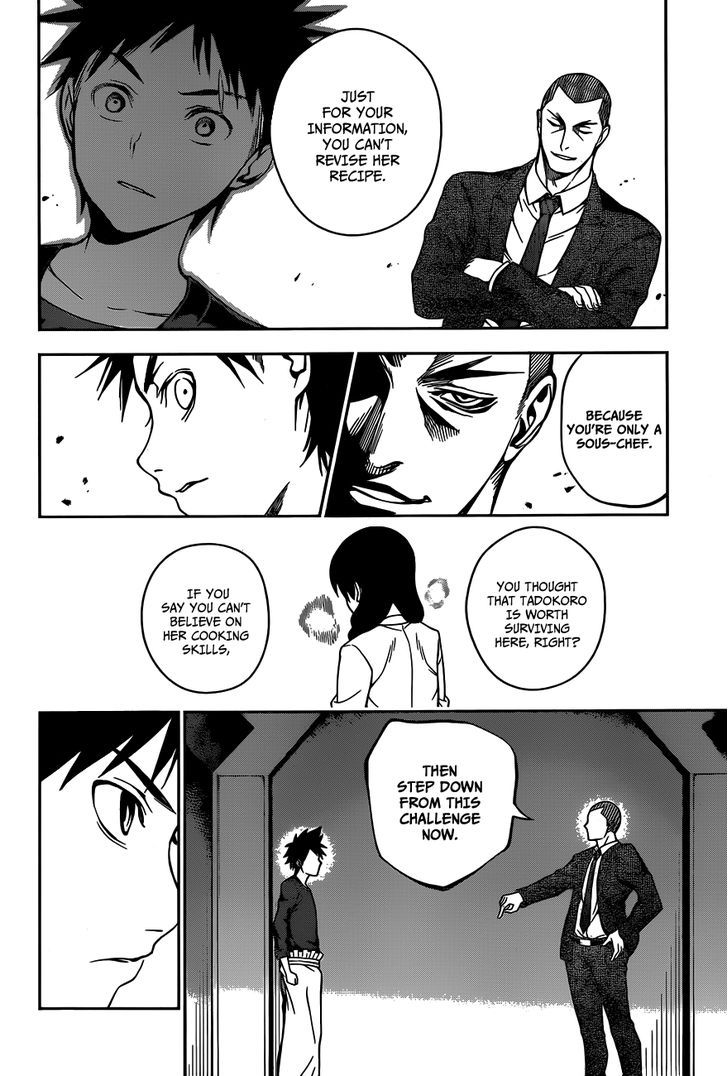 JUST
FOR YOUR
INFORMATION,
YOU CAN'T
REVISE HER
RECIPE.
BECAUSE
YOU'RE ONLY A
SOUS-CHEF.
YOU THOUGHT
THAT TADOKORO
IS WORTH
SURVIVING
HERE, RIGHT?
IF YOU
SAY YOU CAN'T
BELIEVE ON
HER COOKING
SKILLS,
THEN
STEP DOWN
FROM THIS
CHALLENGE
NOW.